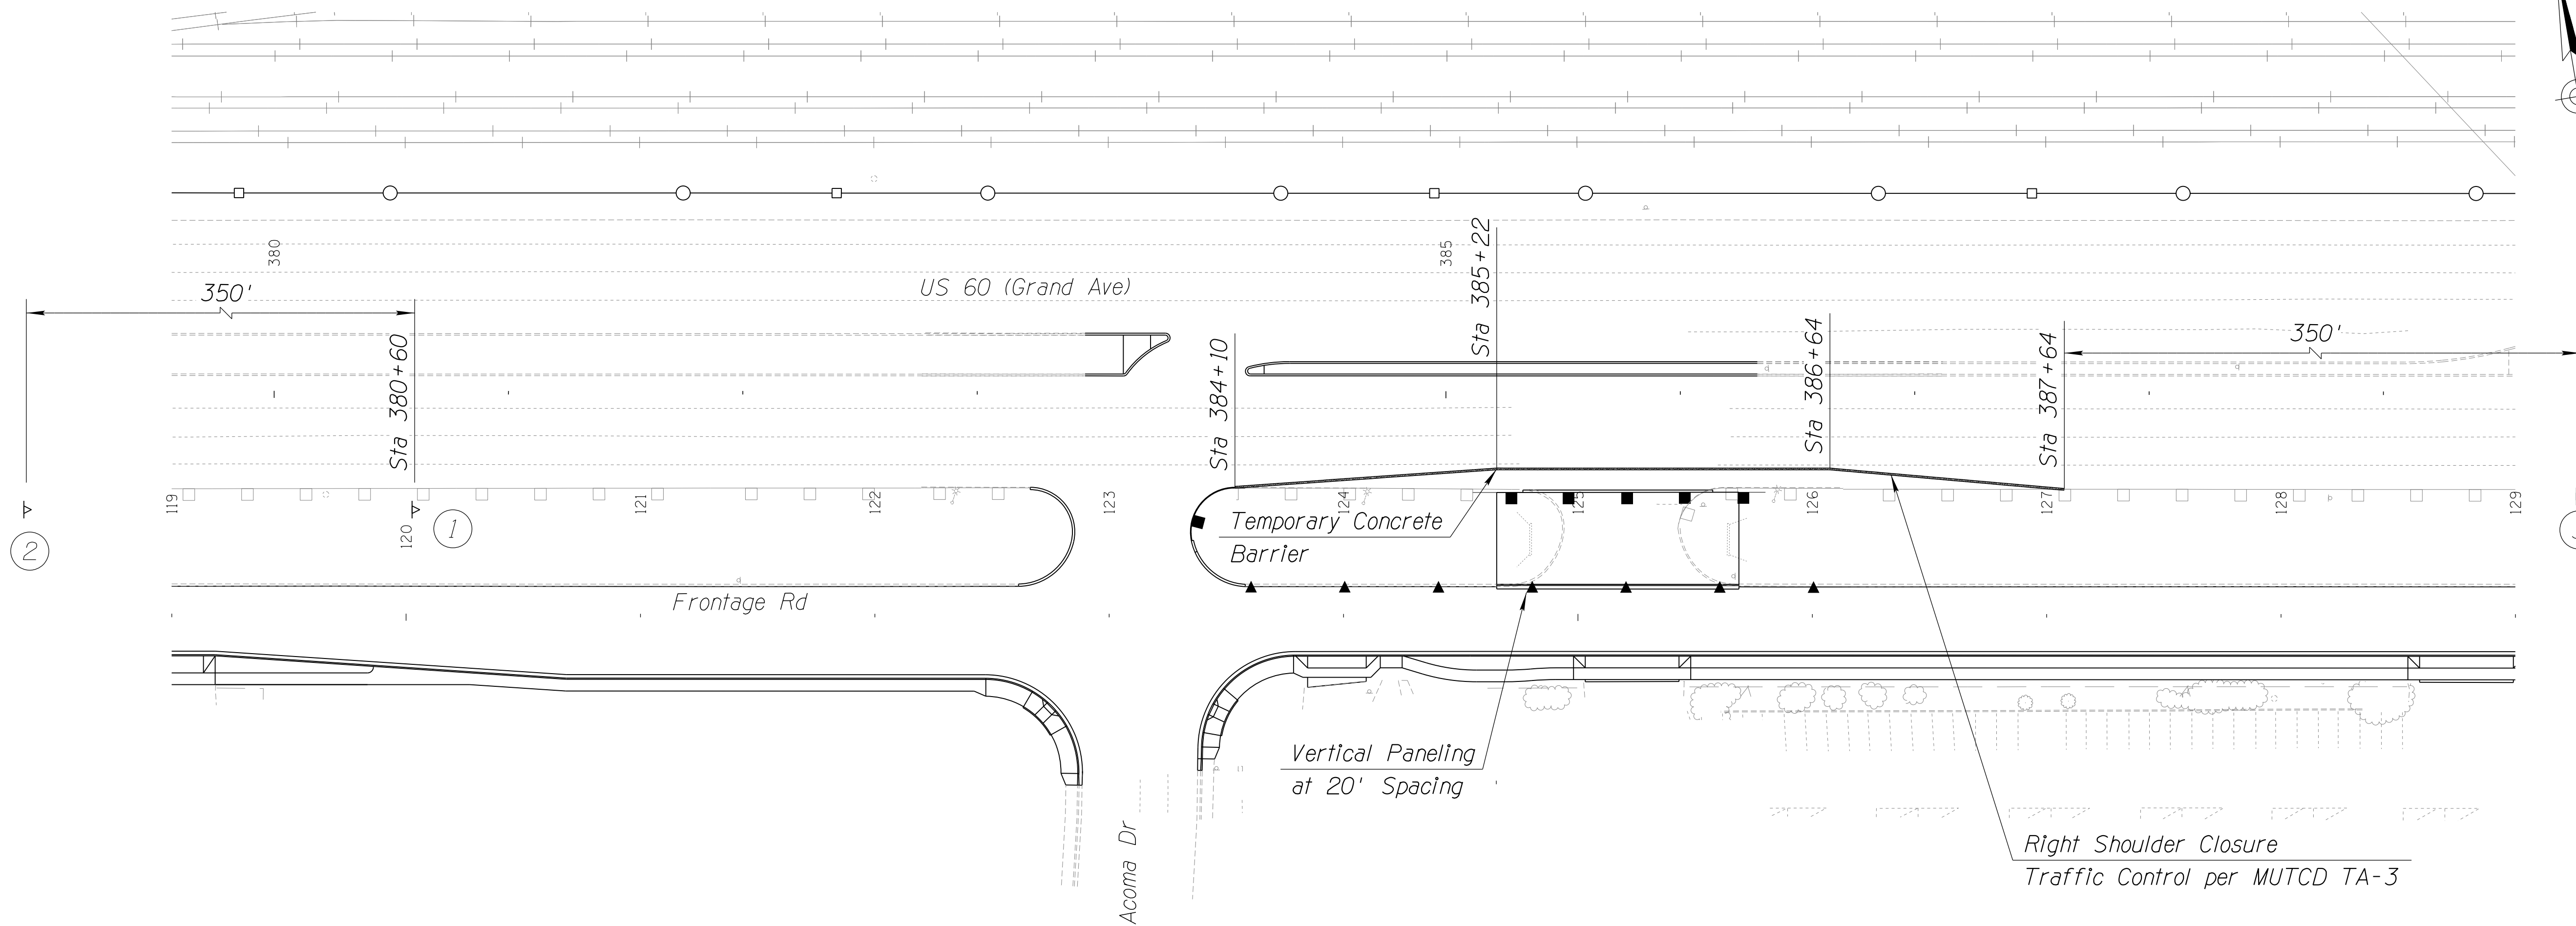 380
385
US 60 (Grand Ave)
350'
350'
Sta 380+60
Sta 384+10
Sta 385+22
Sta 386+64
Sta 387+64
119
120
121
122
123
124
125
126
127
128
129
1
2
Temporary Concrete
Barrier
Frontage Rd
Vertical Paneling
at 20' Spacing
Acoma Dr
Right Shoulder Closure
Traffic Control per MUTCD TA-3